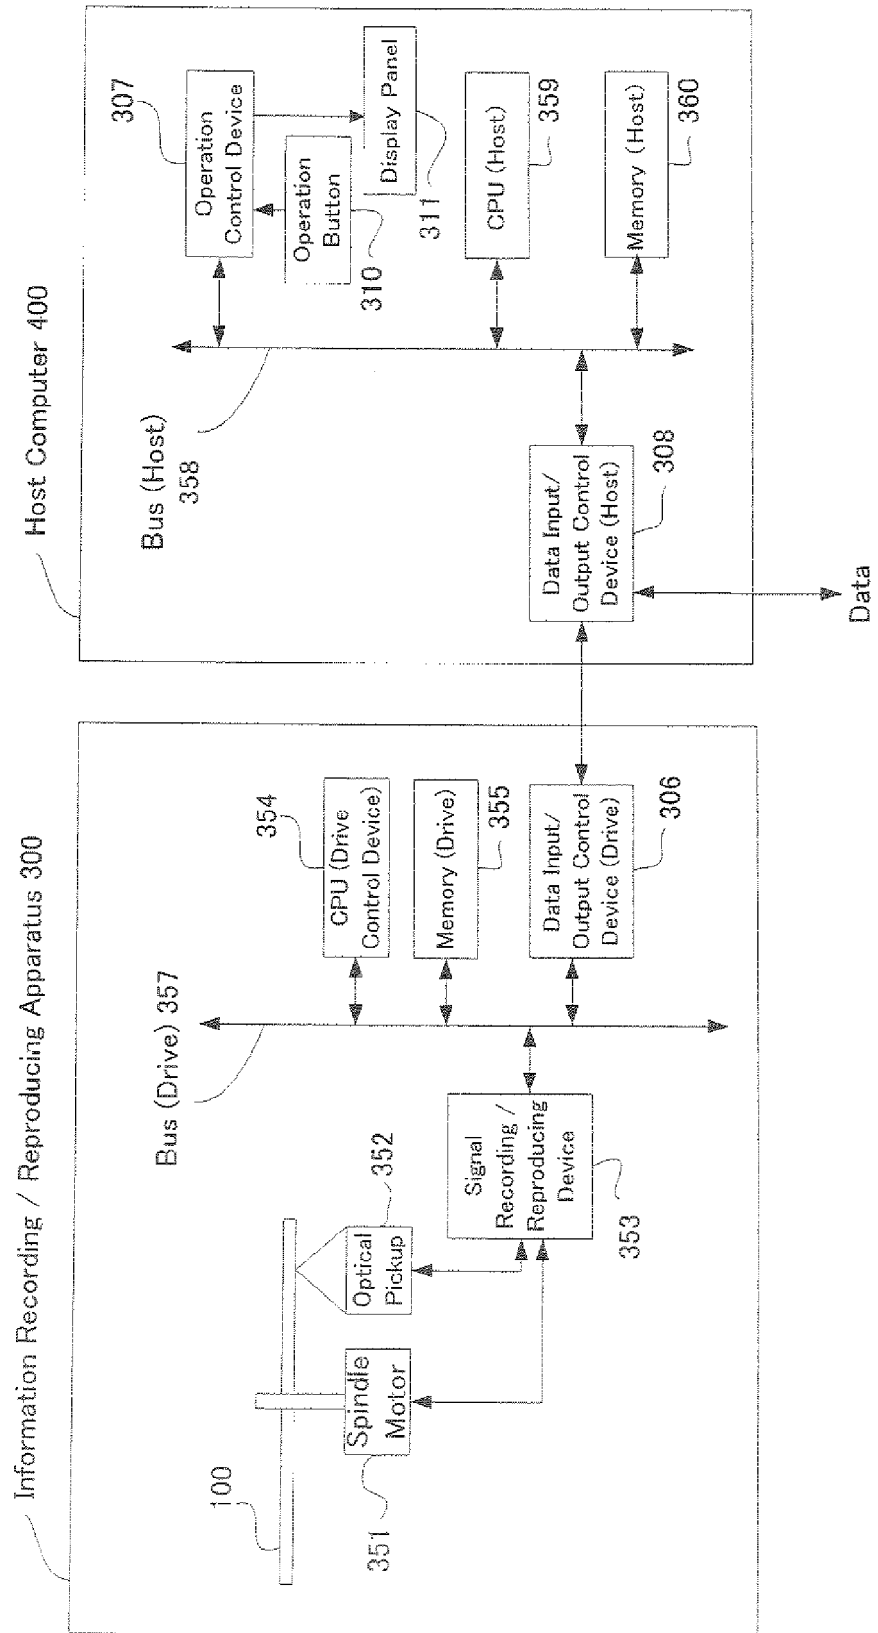 Information Recording / Reproducing Apparatus 300
100
351
Spindle
Motor
Optical
Pickup
352
Signal
Recording /
Reproducing
Device
353
Bus (Drive) 357
354
CPU (Drive
Control Device)
Memory (Drive)
355
Data Input/
Output Control
Device (Drive)
306
Host Computer 400
Bus (Host)
358
307
Operation
Control Device
Operation
Button
310
Display Panel
311
CPU (Host)
359
Memory (Host)
360
Data Input/
Output Control
Device (Host)
308
Data